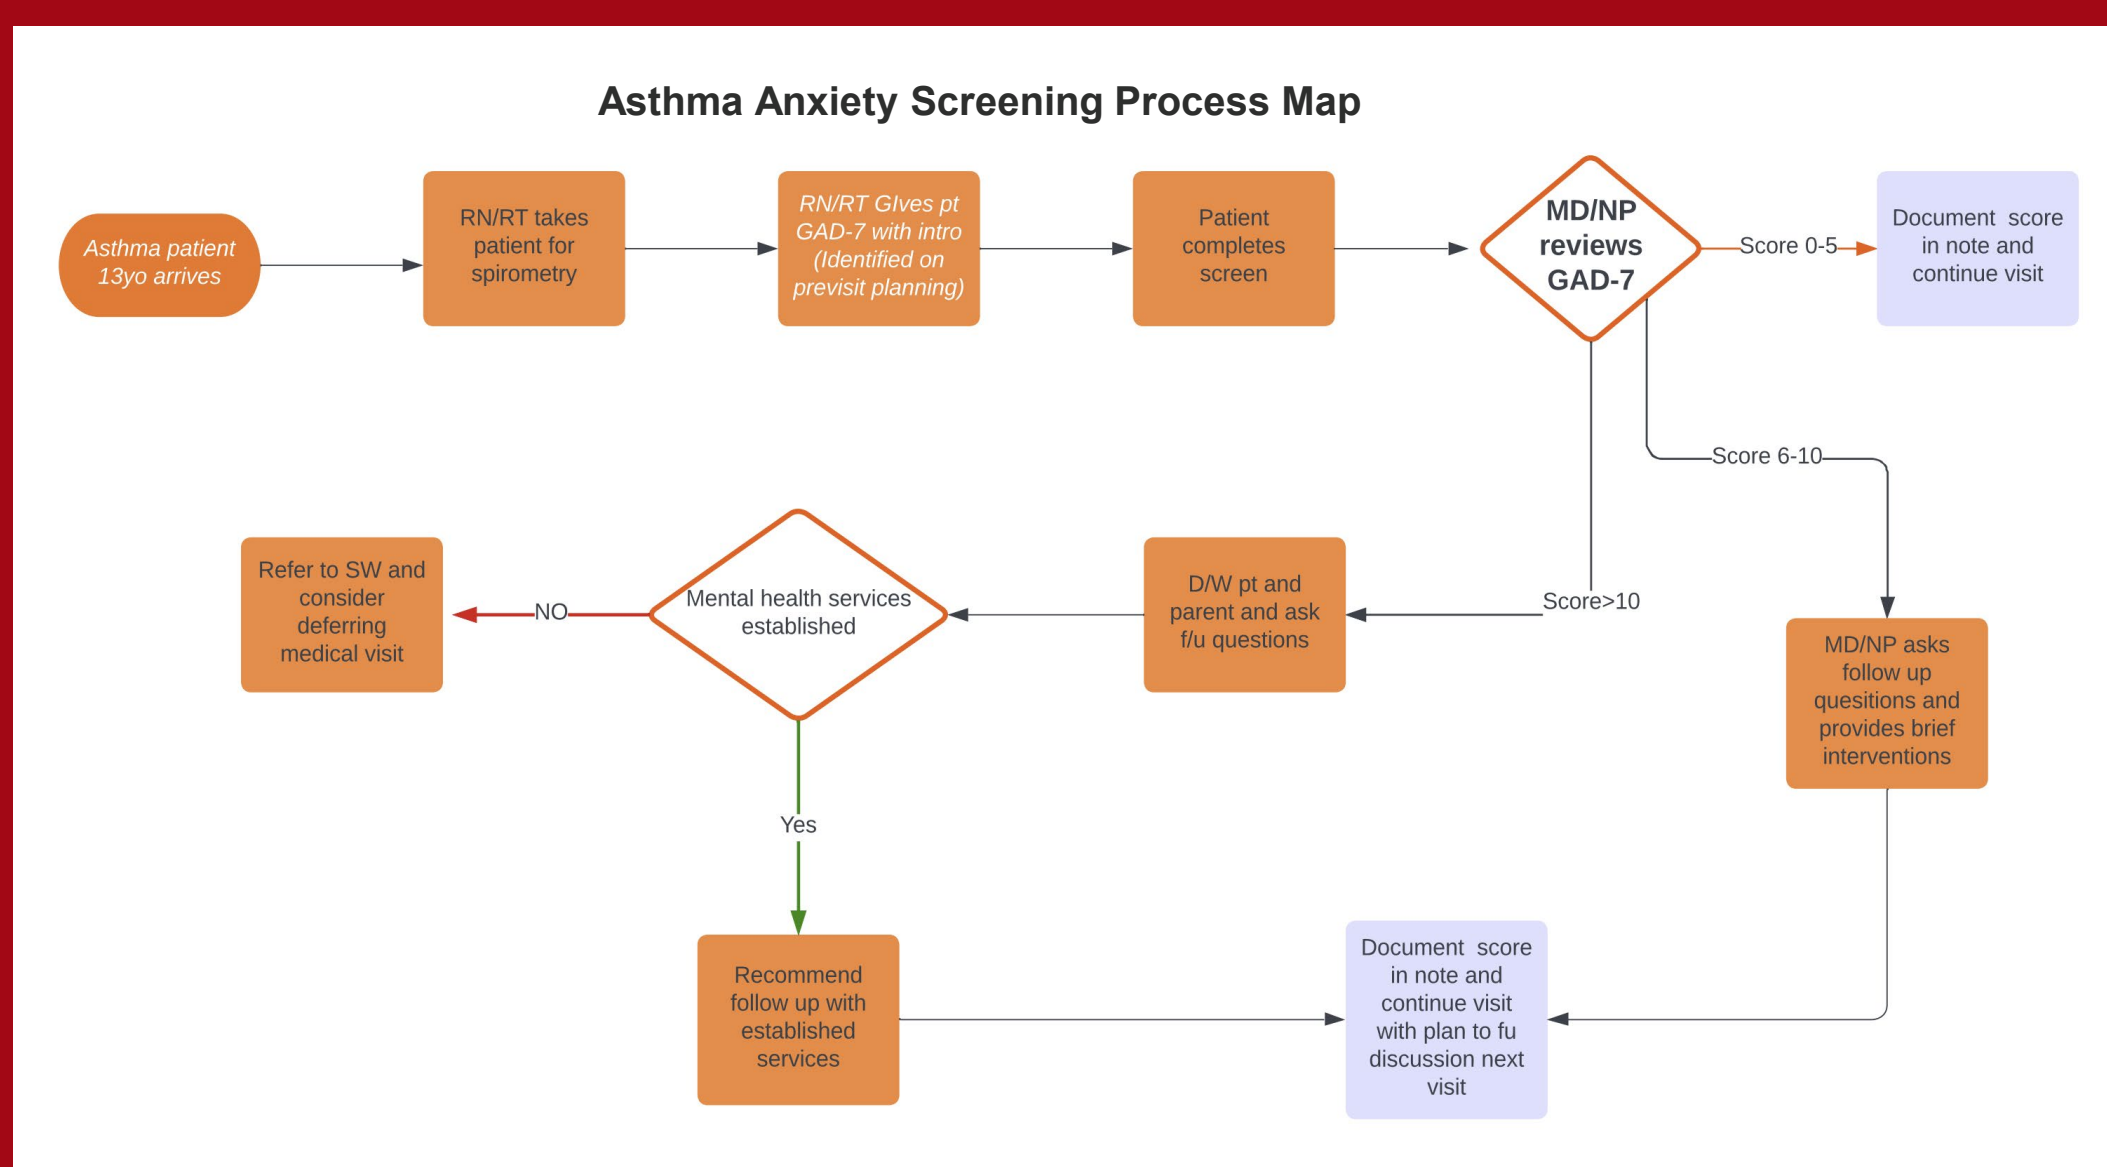 Asthma Anxiety Screening Process Map
Asthma patient
13yo arrives
RN/RT takes
patient for
spirometry
RN/RT GIves pt
GAD-7 with intro
(Identified on
previsit planning)
Patient
completes
screen
MD/NP
reviews
GAD-7
Score 0-5
Document  score
in note and
continue visit
Score 6-10
Score>10
MD/NP asks
follow up
quesitions and
provides brief
interventions
D/W pt and
parent and ask
f/u questions
Mental health services
established
NO
Refer to SW and
consider
deferring
medical visit
Yes
Recommend
follow up with
established
services
Document  score
in note and
continue visit
with plan to fu
discussion next
visit